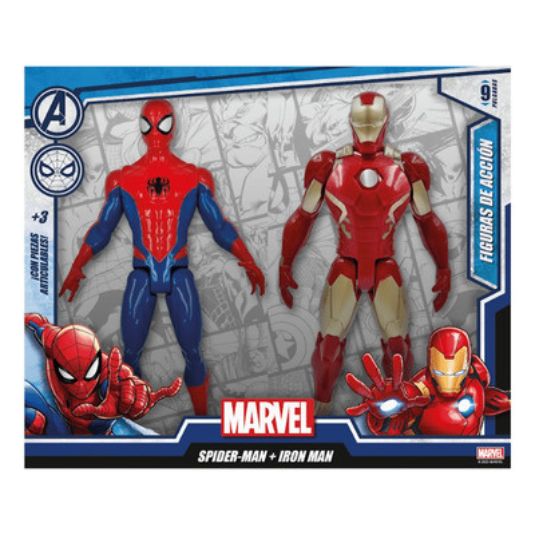 9
PULGADAS
FIGURAS DE ACCIÓN
+3
¡CON PIEZAS
ARTICULABLES!
MARVEL
SPIDER-MAN + IRON MAN
MARVEL